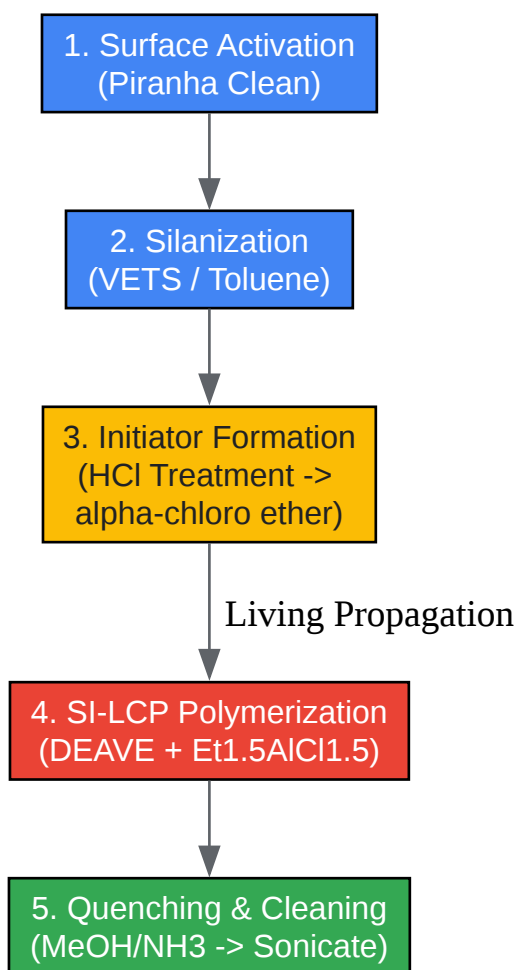 1. Surface Activation
(Piranha Clean)
2. Silanization
(VETS / Toluene)
3. Initiator Formation
(HCl Treatment ->
alpha-chloro ether)
Living Propagation
4. SI-LCP Polymerization
(DEAVE + Et1.5AlCl1.5)
5. Quenching & Cleaning
(MeOH/NH3 -> Sonicate)